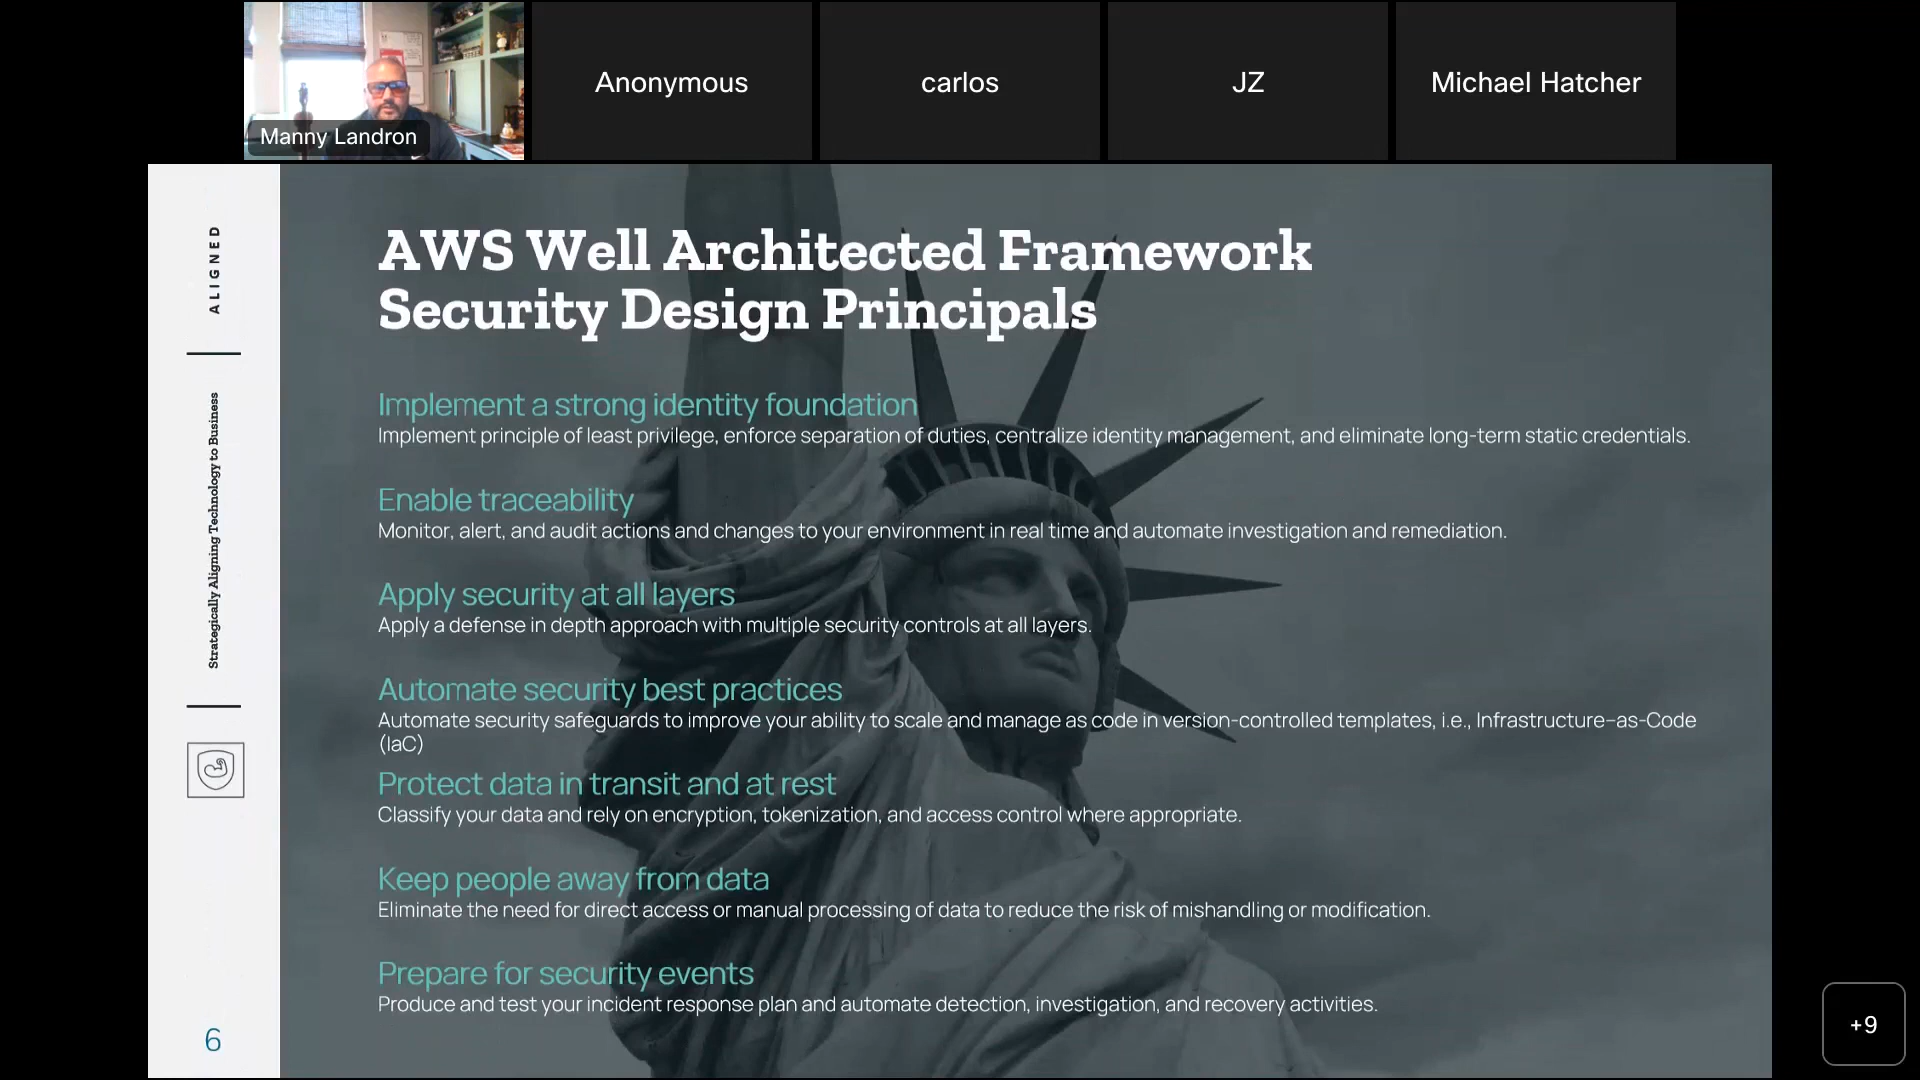 Manny Landron
Anonymous
carlos
JZ
Michael Hatcher
ALIGNED
Strategically Aligning Technology to Business
6
AWS Well Architected Framework
Security Design Principals
Implement a strong identity foundation
Implement principle of least privilege, enforce separation of duties, centralize identity management, and eliminate long-term static credentials.
Enable traceability
Monitor, alert, and audit actions and changes to your environment in real time and automate investigation and remediation.
Apply security at all layers
Apply a defense in depth approach with multiple security controls at all layers.
Automate security best practices
Automate security safeguards to improve your ability to scale and manage as code in version-controlled templates, i.e., Infrastructure–as-Code
(IaC)
Protect data in transit and at rest
Classify your data and rely on encryption, tokenization, and access control where appropriate.
Keep people away from data
Eliminate the need for direct access or manual processing of data to reduce the risk of mishandling or modification.
Prepare for security events
Produce and test your incident response plan and automate detection, investigation, and recovery activities.
+9